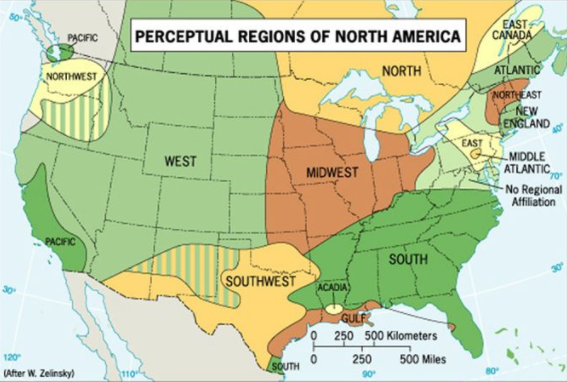 PERCEPTUAL REGIONS OF NORTH AMERICA
50°
PACIFIC
EAST
CANADA
NORTHWEST
NORTH
ATLANTIC
NORTHEAST
NEW
ENGLAND
40°
EAST
MIDDLE
ATLANTIC
WEST
MIDWEST
70°
No Regional
Affiliation
PACIFIC
SOUTH
30°
SOUTHWEST
ACADIA
30°
GULF
0 250 500 Kilometers
0 250 500 Miles
SOUTH
120°
110°
90°
80°
(After W. Zelinsky)